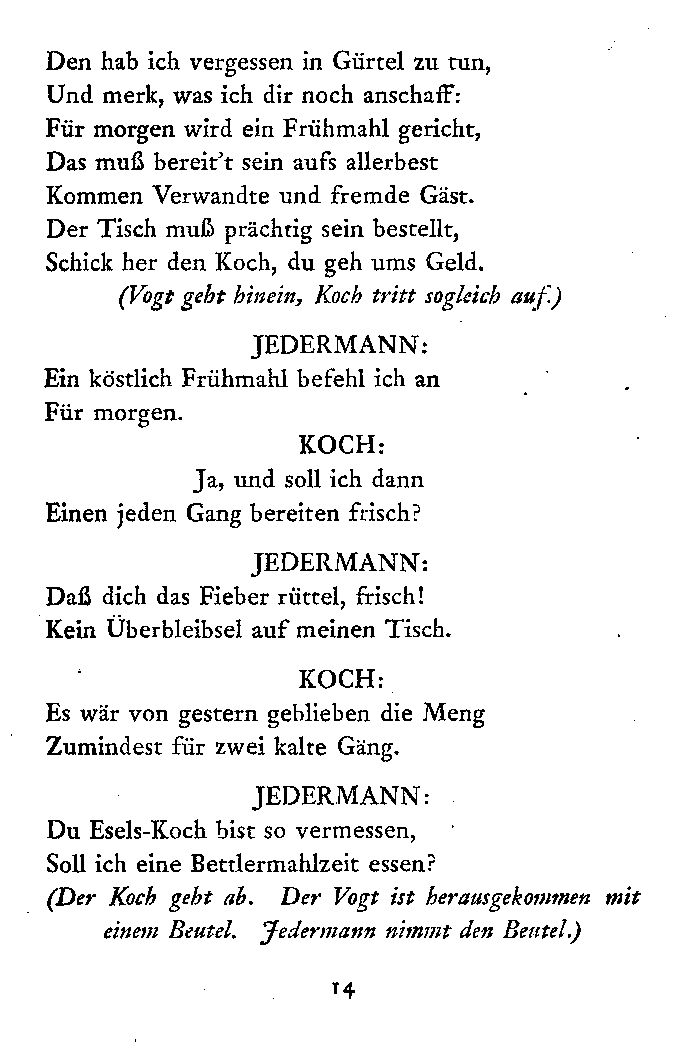 Den hab ich vergessen in Gürtel zu tun,
Und merk, was ich dir noch anschaff:
Für morgen wird ein Frühmahl gericht,
Das muß bereit't sein aufs allerbest
Kommen Verwandte und fremde Gäst.
Der Tisch muß prächtig sein bestellt,
Schick her den Koch, du geh ums Geld.
(Vogt geht hinein, Koch tritt sogleich auf.)
JEDERMANN:
Ein köstlich Frühmahl befehl ich an
Für morgen.
KOCH:
Ja, und soll ich dann
Einen jeden Gang bereiten frisch?
JEDERMANN:
Daß dich das Fieber rüttel, frisch!
Kein Überbleibsel auf meinen Tisch.
KOCH:
Es wär von gestern geblieben die Meng
Zumindest für zwei kalte Gäng.
JEDERMANN:
Du Esels-Koch bist so vermessen,
Soll ich eine Bettlermahlzeit essen?
(Der Koch geht ab. Der Vogt ist herausgekommen mit
einem Beutel. Jedermann nimmt den Beutel.)
14